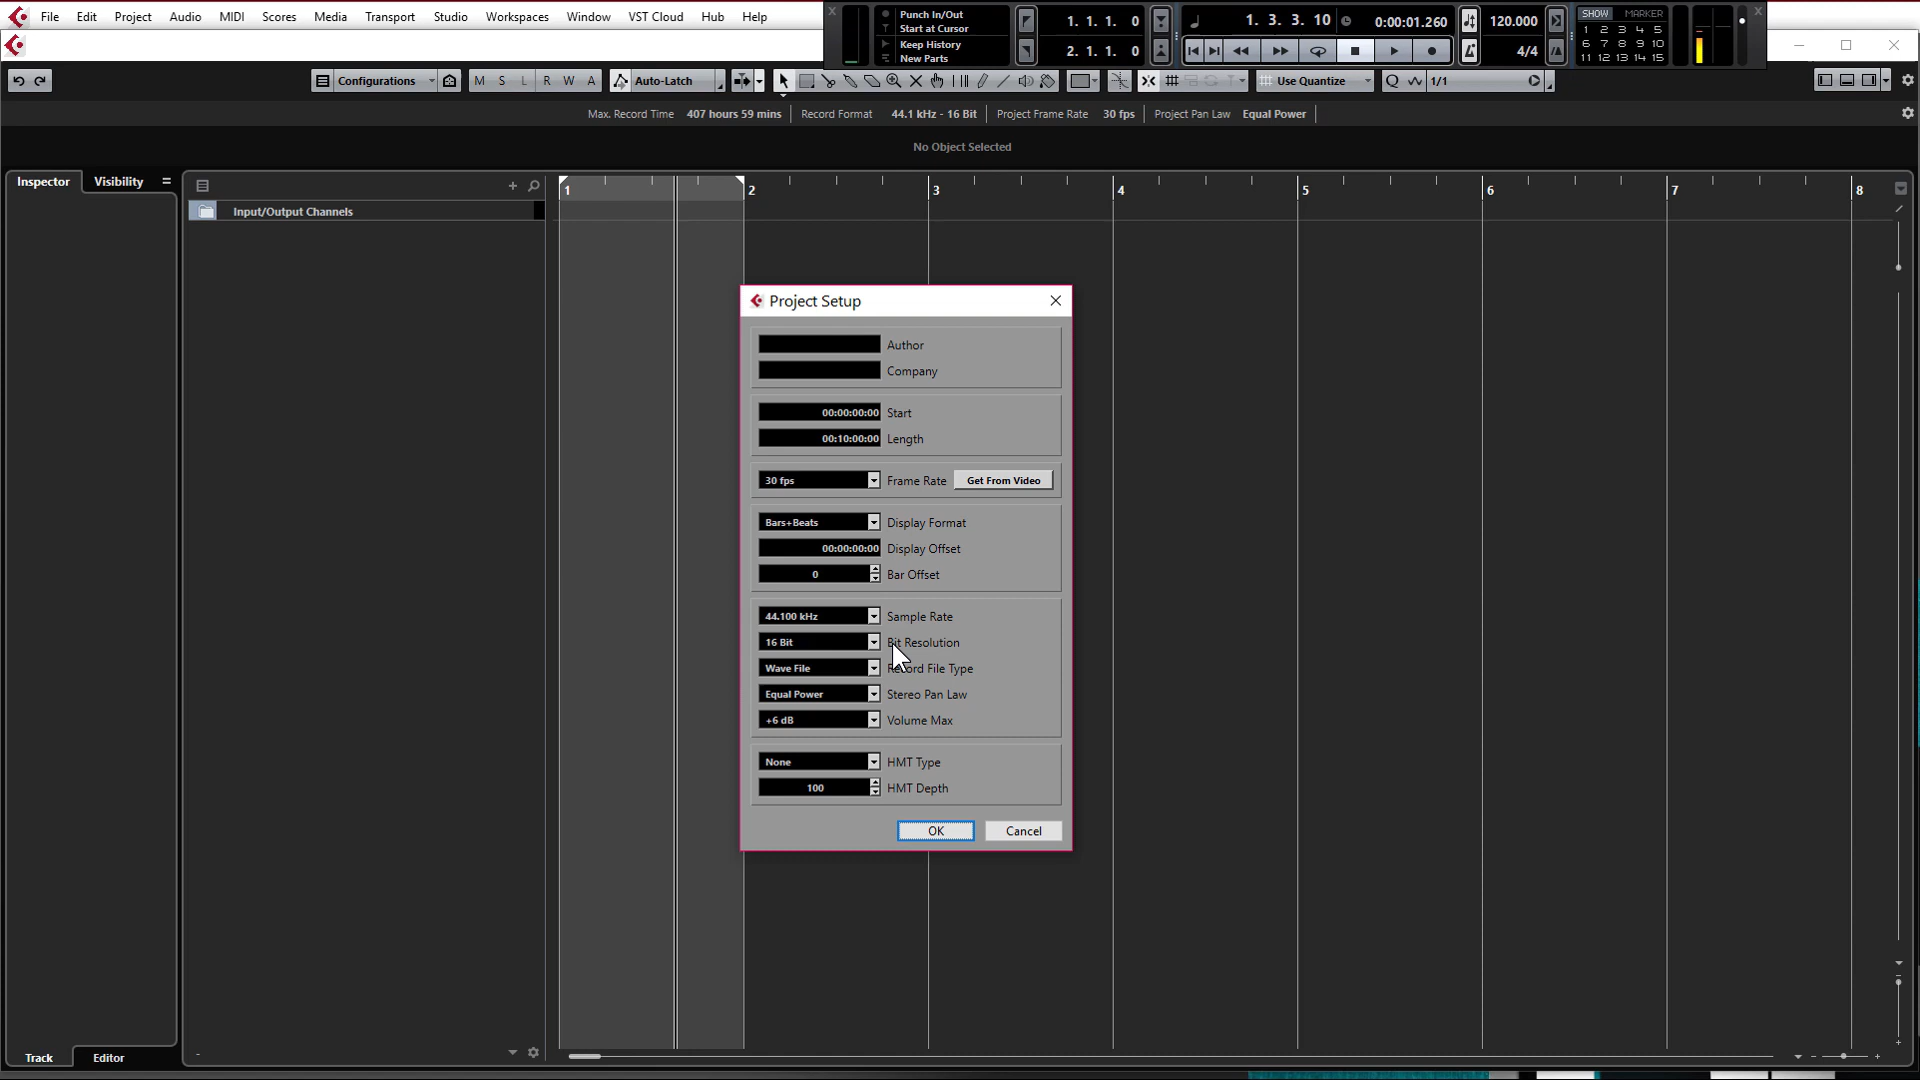 File Edit Project Audio MIDI Scores Media Transport Studio Workspaces Window VST Cloud Hub Help
Punch In/Out
Start at Cursor
Keep History
New Parts
1. 1. 1. 0
2. 1. 1. 0
1. 3. 3. 10
0:00:01.260
120.000
4/4
SHOW MARKER
1 2 3 4 5
6 7 8 9 10
11 12 13 14 15
Configurations
M S L R W A
Auto-Latch
Use Quantize
Q
1/1
Max. Record Time 407 hours 59 mins Record Format 44.1 kHz - 16 Bit Project Frame Rate 30 fps Project Pan Law Equal Power
No Object Selected
Inspector Visibility
1 2 3 4 5 6 7 8
Input/Output Channels
Project Setup
Author
Company
00:00:00:00 Start
00:10:00:00 Length
30 fps Frame Rate Get From Video
Bars+Beats Display Format
00:00:00:00 Display Offset
0 Bar Offset
44.100 kHz Sample Rate
16 Bit Bit Resolution
Wave File Record File Type
Equal Power Stereo Pan Law
+6 dB Volume Max
None HMT Type
100 HMT Depth
OK Cancel
Track Editor